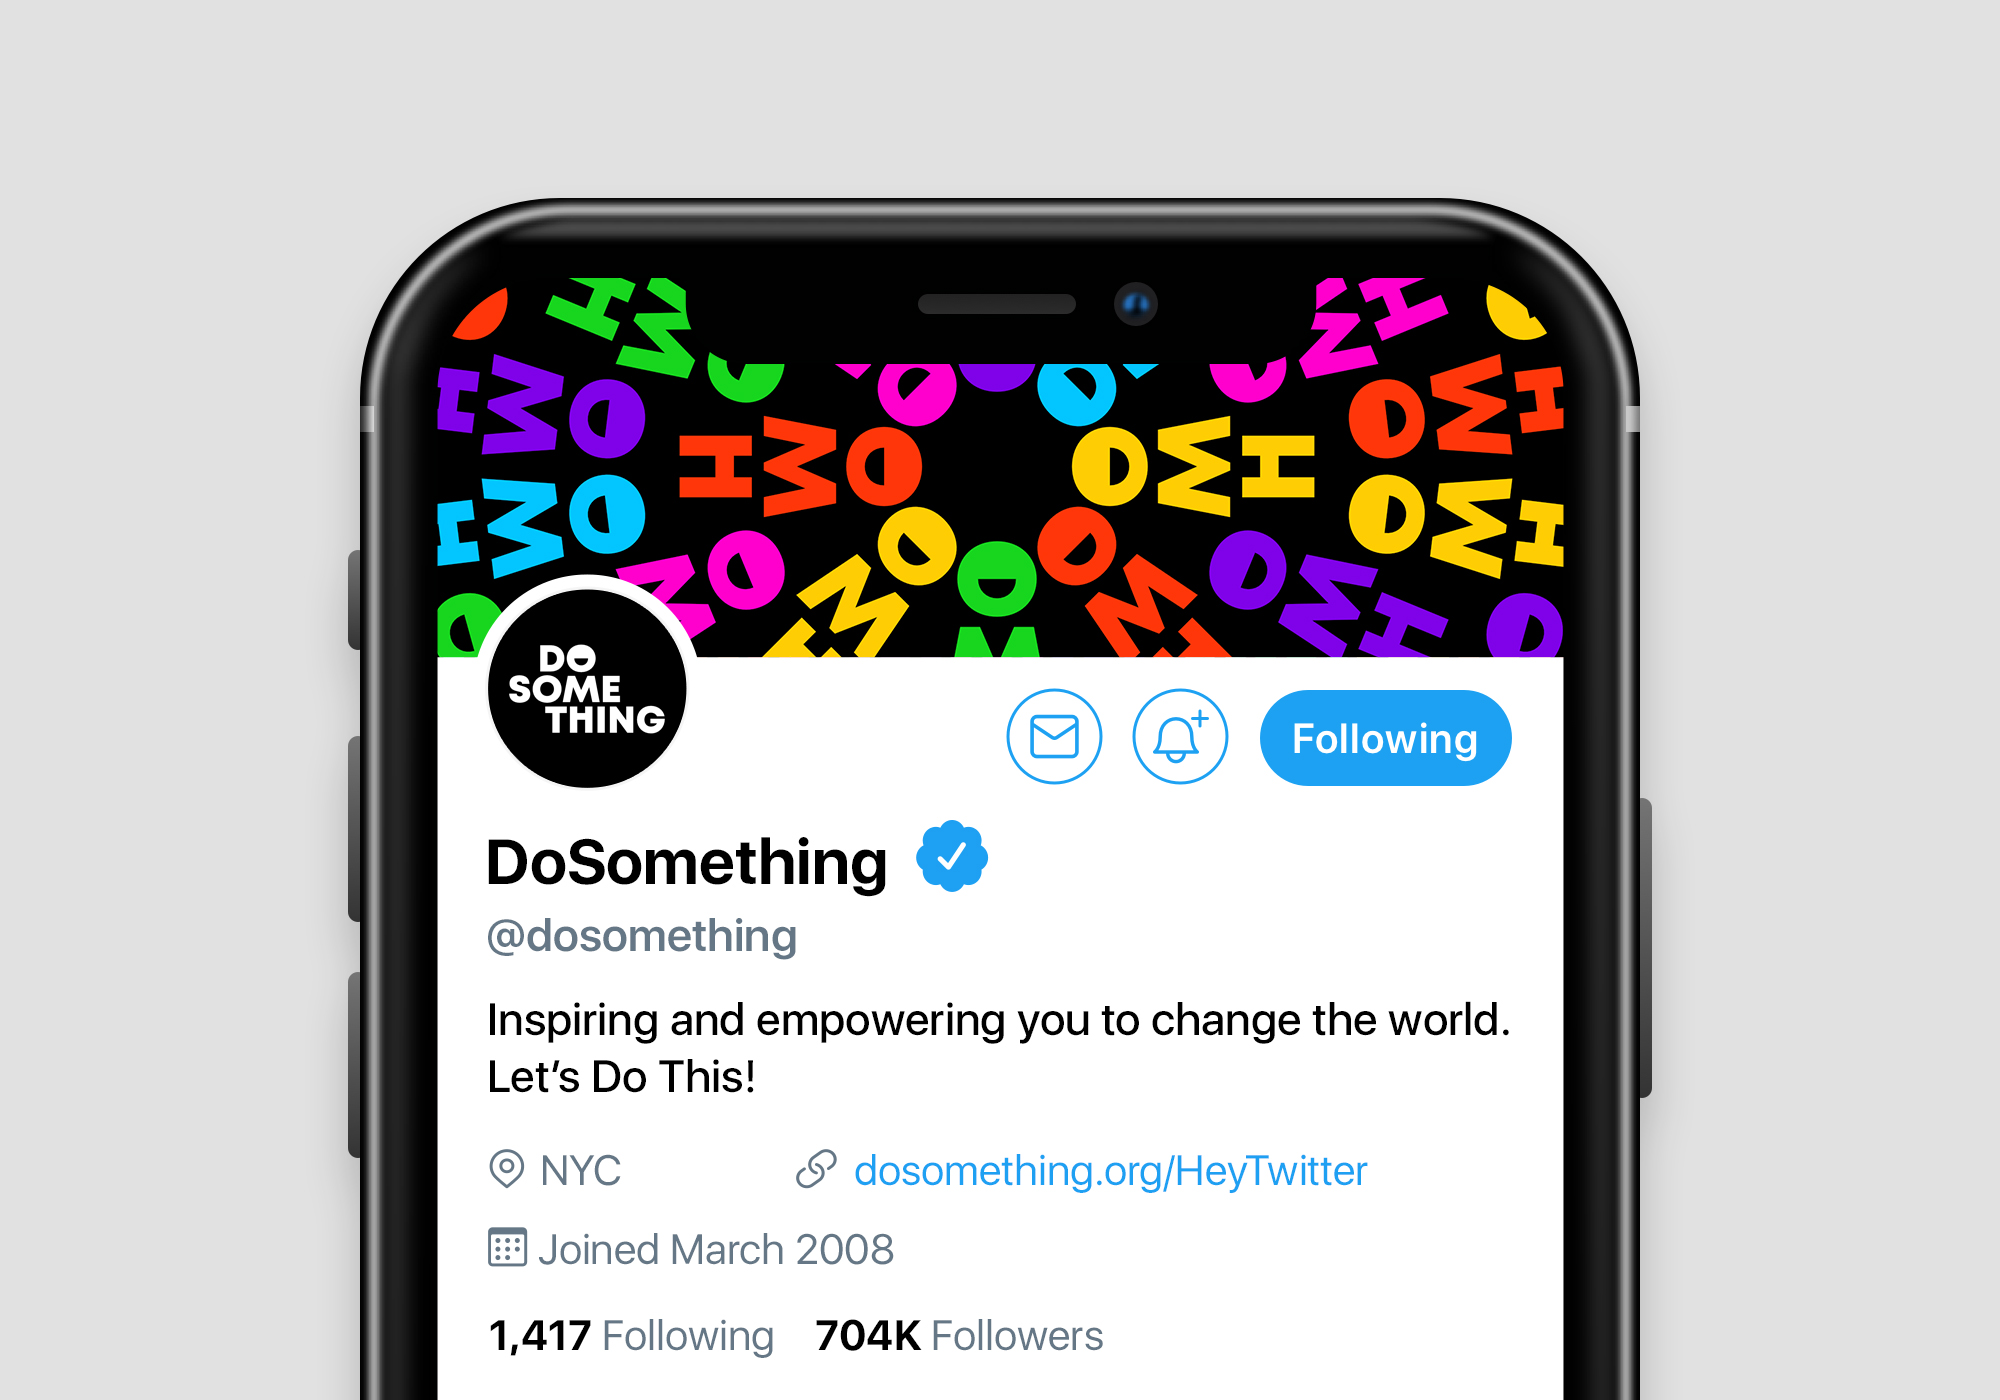 DO
SOME
THING
Following
DoSomething
@dosomething
Inspiring and empowering you to change the world.
Let’s Do This!
NYC
dosomething.org/HeyTwitter
Joined March 2008
1,417 Following 704K Followers